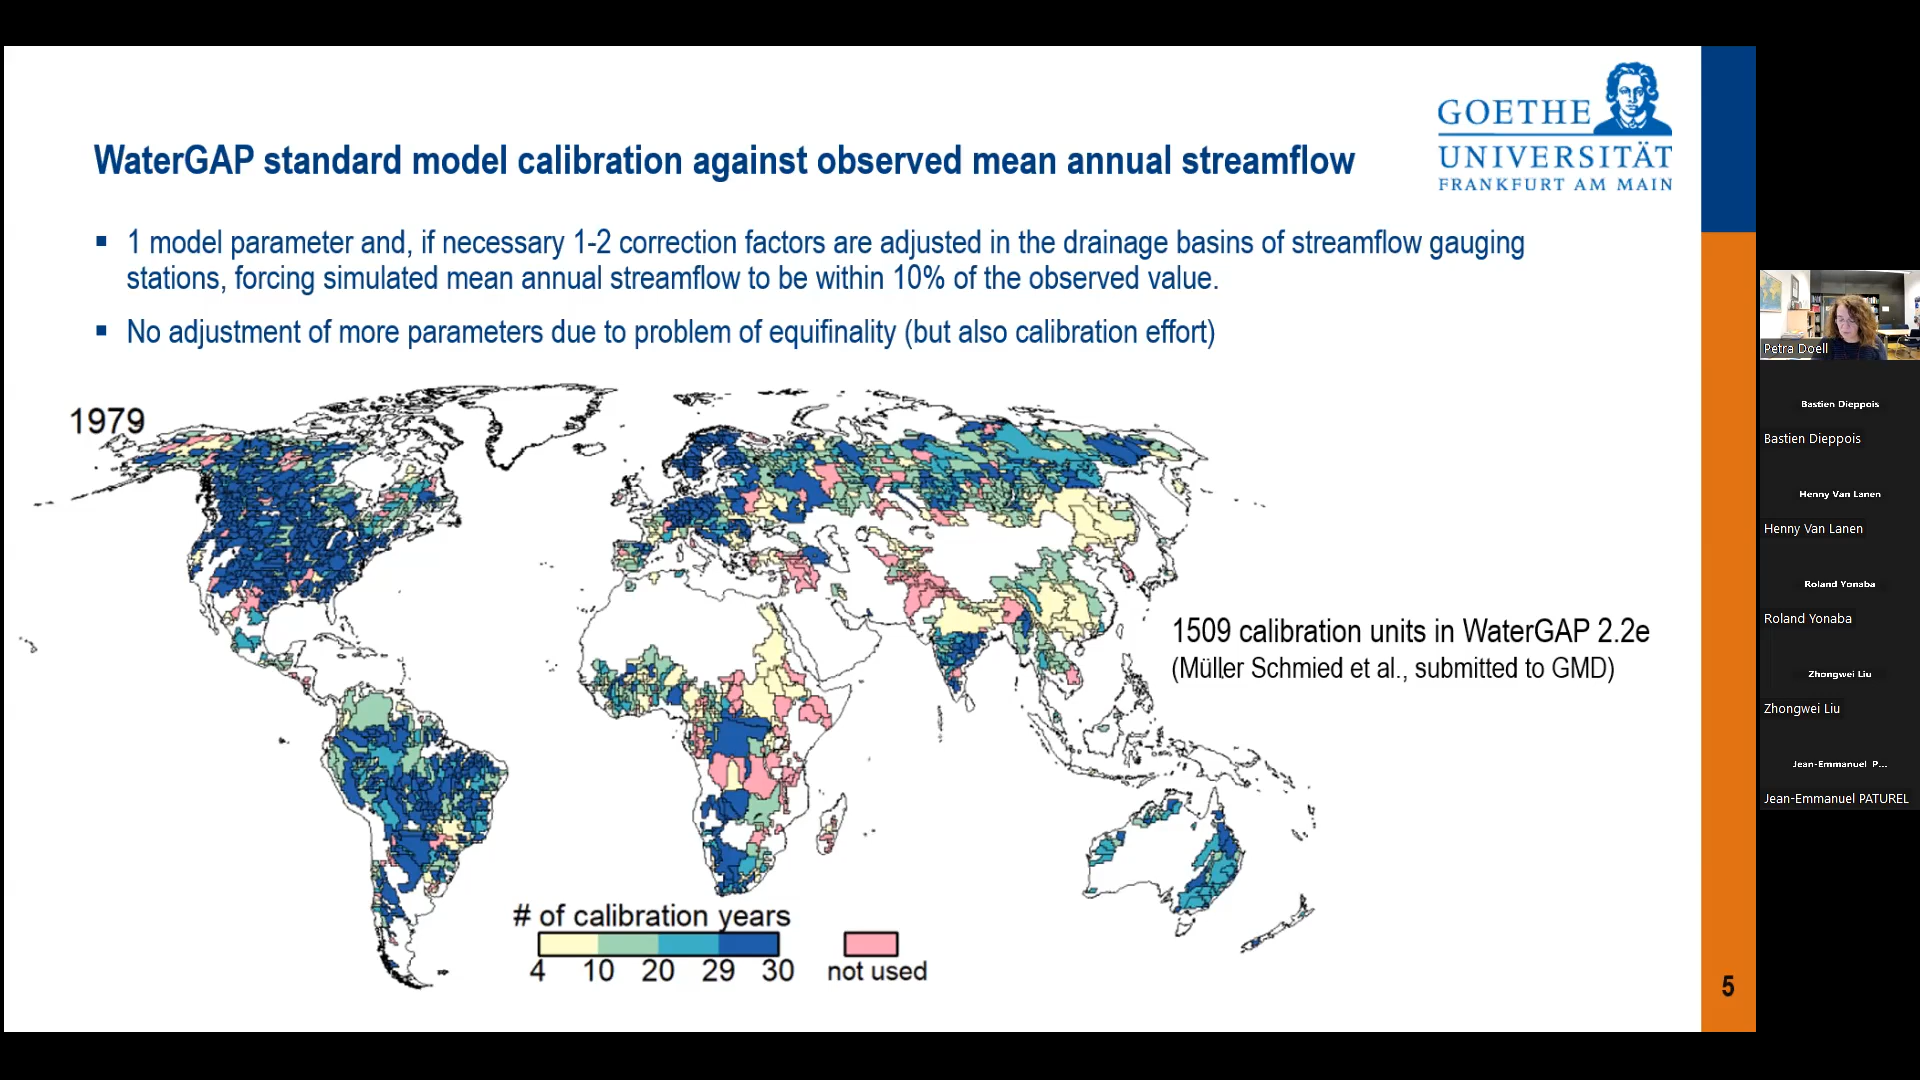 GOETHE
UNIVERSITÄT
FRANKFURT AM MAIN
WaterGAP standard model calibration against observed mean annual streamflow
1 model parameter and, if necessary 1-2 correction factors are adjusted in the drainage basins of streamflow gauging
stations, forcing simulated mean annual streamflow to be within 10% of the observed value.
No adjustment of more parameters due to problem of equifinality (but also calibration effort)
1979
1509 calibration units in WaterGAP 2.2e
(Müller Schmied et al., submitted to GMD)
# of calibration years
4 10 20 29 30
not used
5
Petra Doell
Bastien Dieppois
Bastien Dieppois
Henny Van Lanen
Henny Van Lanen
Roland Yonaba
Roland Yonaba
Zhongwei Liu
Zhongwei Liu
Jean-Emmanuel P...
Jean-Emmanuel PATUREL